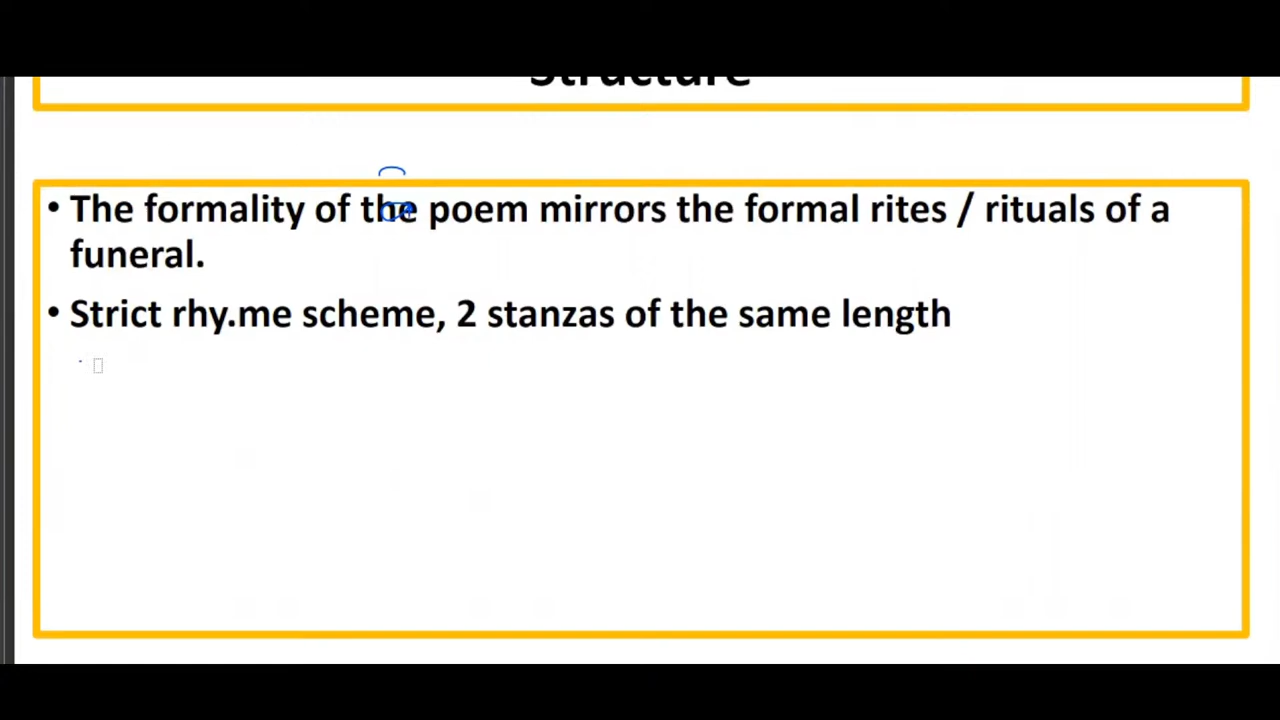 Structure
• The formality of the poem mirrors the formal rites / rituals of a
funeral.
• Strict rhy.me scheme, 2 stanzas of the same length